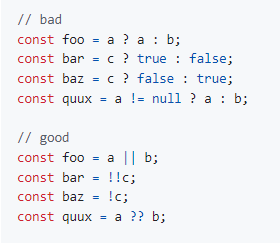 // bad
const foo = a ? a : b;
const bar = c ? true : false;
const baz = c ? false : true;
const quux = a != null ? a : b;

// good
const foo = a || b;
const bar = !!c;
const baz = !c;
const quux = a ?? b;